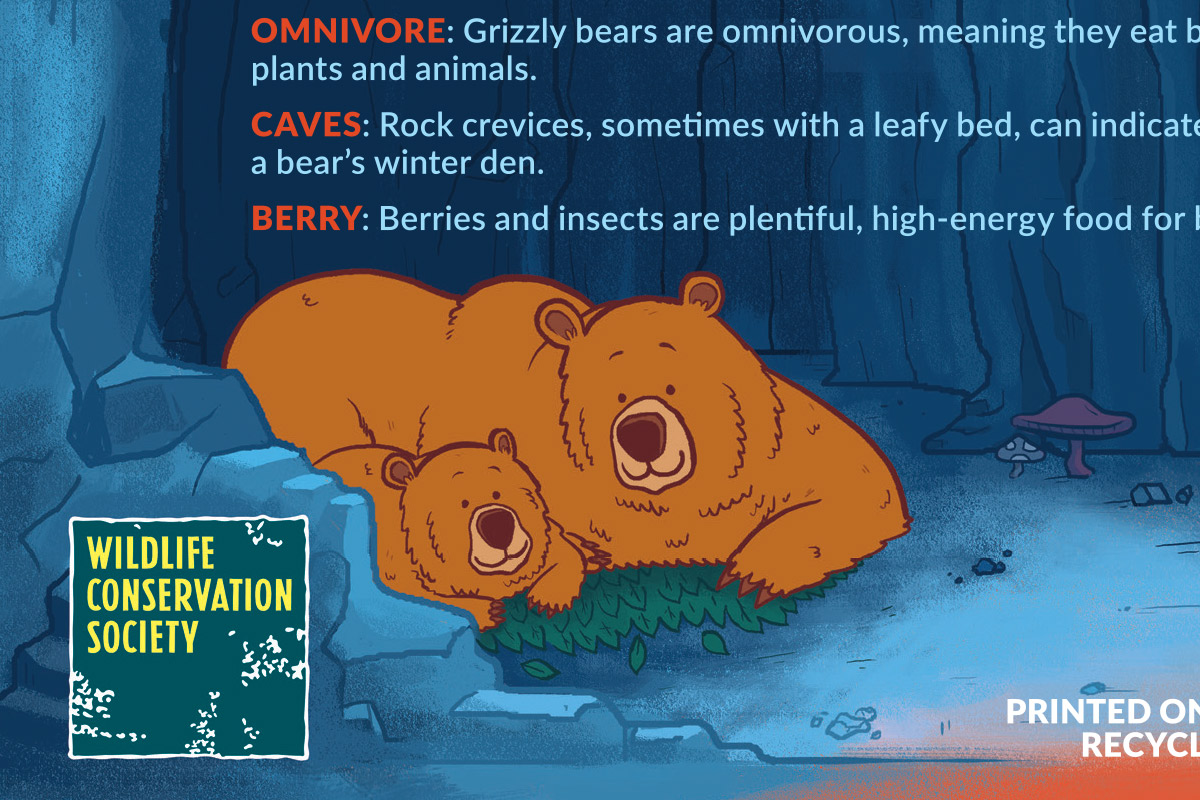 OMNIVORE: Grizzly bears are omnivorous, meaning they eat
plants and animals.
CAVES: Rock crevices, sometimes with a leafy bed, can indicate
a bear’s winter den.
BERRY: Berries and insects are plentiful, high-energy food for
WILDLIFE
CONSERVATION
SOCIETY
PRINTED ON